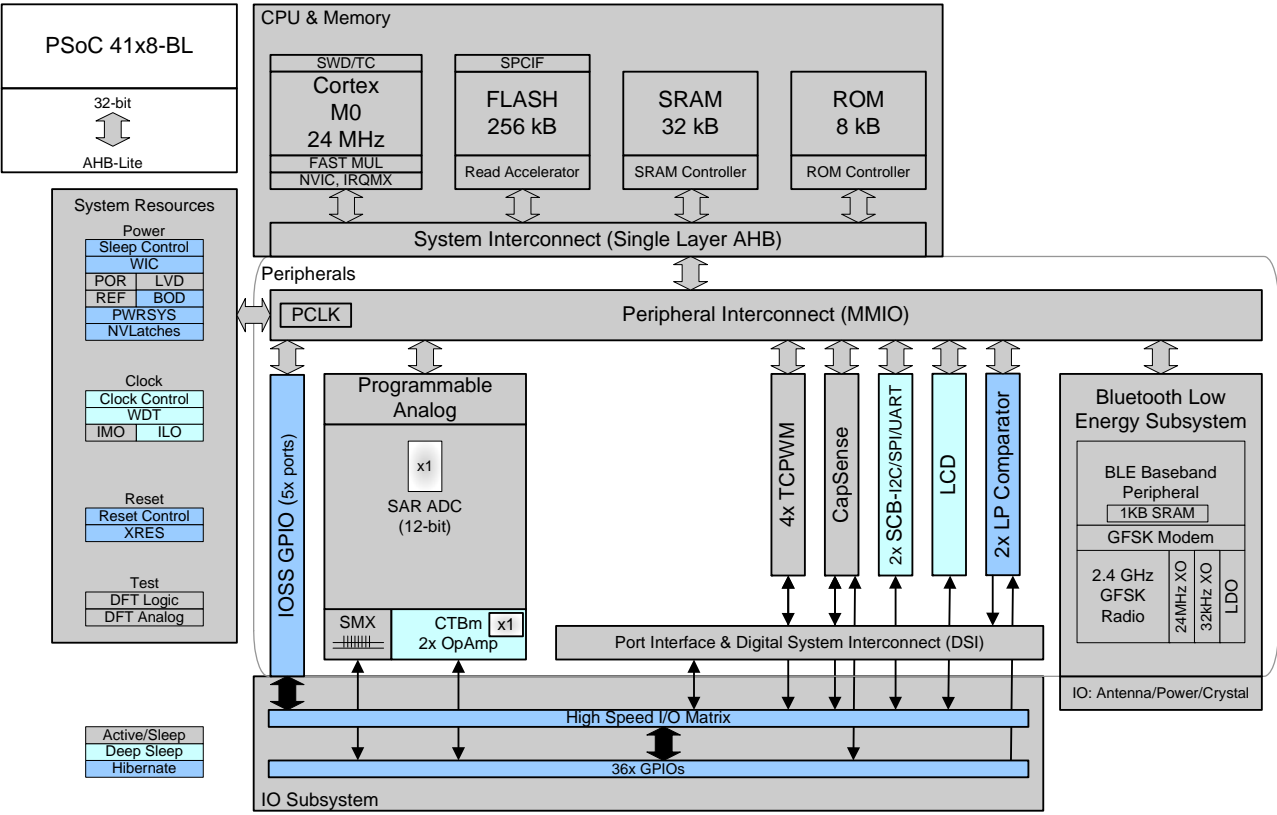 PSoC 41x8-BL
32-bit
AHB-Lite
CPU & Memory
SWD/TC
Cortex
M0
24 MHz
FAST MUL
NVIC, IRQMX
SPCIF
FLASH
256 kB
Read Accelerator
SRAM
32 kB
SRAM Controller
ROM
8 kB
ROM Controller
System Interconnect (Single Layer AHB)
System Resources
Power
Sleep Control
WIC
POR
LVD
REF
BOD
PWRSYS
NVLatches
Clock
Clock Control
WDT
IMO
ILO
Reset
Reset Control
XRES
Test
DFT Logic
DFT Analog
Peripherals
PCLK
Peripheral Interconnect (MMIO)
IOSS GPIO (5x ports)
Programmable
Analog
x1
SAR ADC
(12-bit)
SMX
CTBm
x1
2x OpAmp
4x TCPWM
CapSense
2x SCB-I2C/SPI/UART
LCD
2x LP Comparator
Bluetooth Low
Energy Subsystem
BLE Baseband
Peripheral
1KB SRAM
GFSK Modem
2.4 GHz
GFSK
Radio
24MHz XO
32kHz XO
LDO
IO: Antenna/Power/Crystal
Port Interface & Digital System Interconnect (DSI)
High Speed I/O Matrix
36x GPIOs
IO Subsystem
Active/Sleep
Deep Sleep
Hibernate